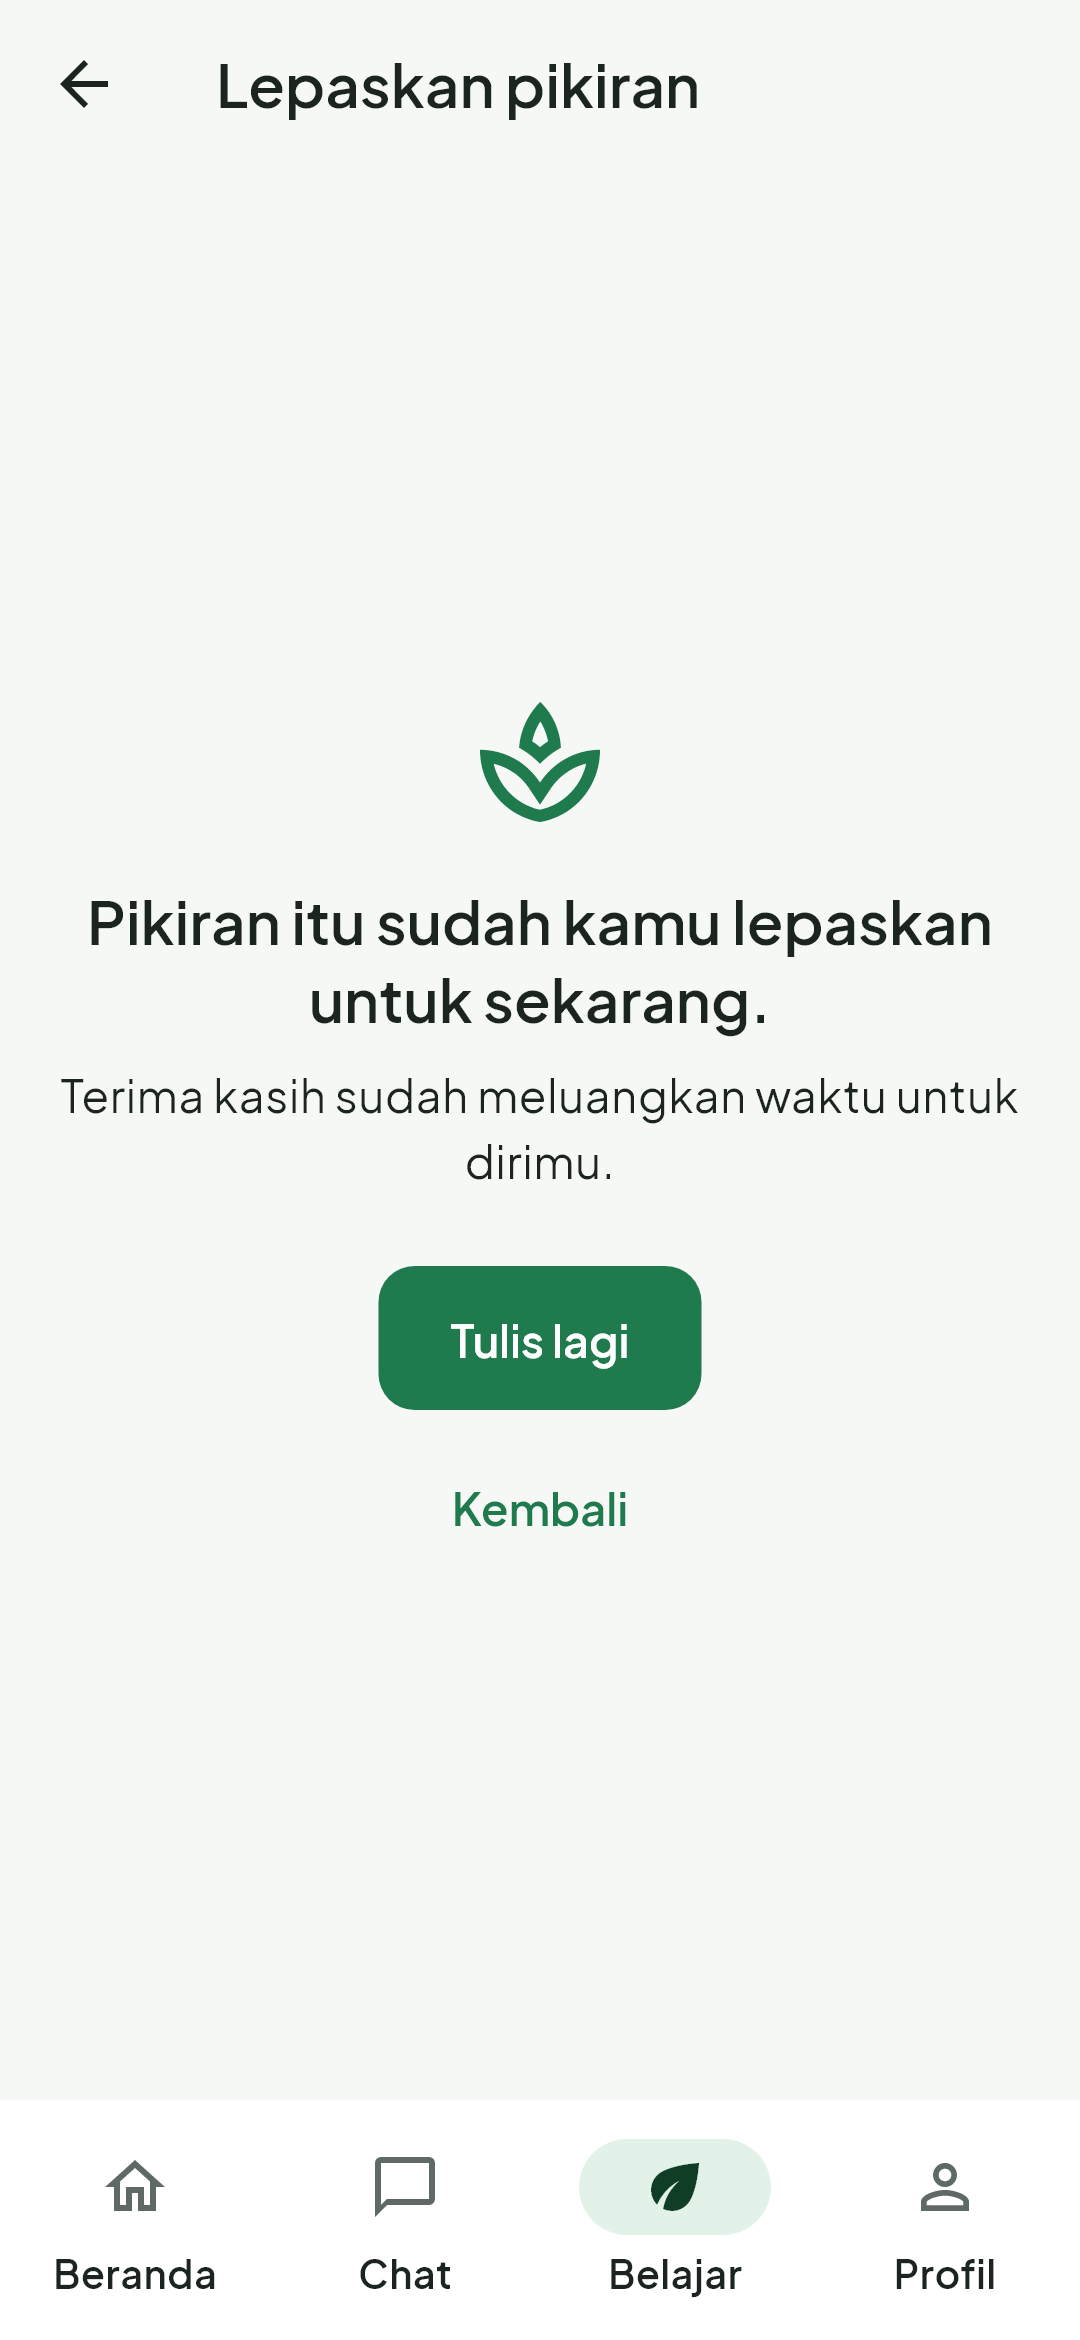 Lepaskan pikiran
Pikiran itu sudah kamu lepaskan
untuk sekarang.
Terima kasih sudah meluangkan waktu untuk
dirimu.
Tulis lagi
Kembali
Beranda
Chat
Belajar
Profil